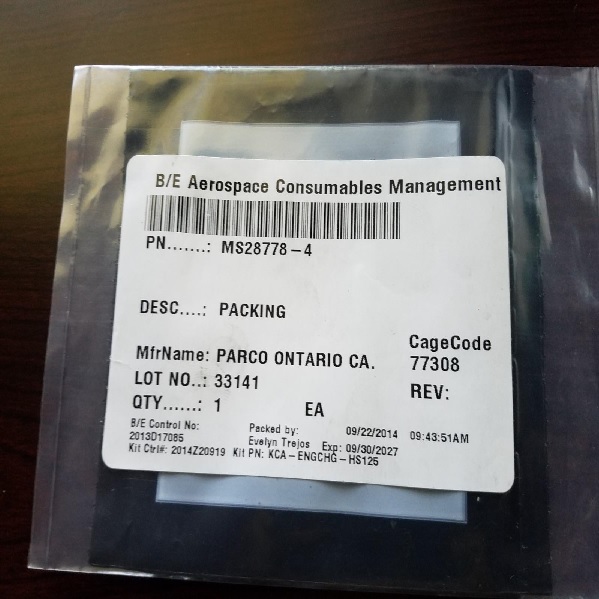 B/E Aerospace Consumables Management
PN.......: MS28778-4
DESC....: PACKING
CageCode
MfrName: PARCO ONTARIO CA. 77308
LOT NO..: 33141 REV:
QTY......: 1 EA
B/E Control No: Packed by: 09/22/2014 09:43:51AM
2013D17085 Evelyn Trejos Exp: 09/30/2027
Kit Ctrl#: 2014Z20919 Kit PN: KCA-ENGCHG-HS125